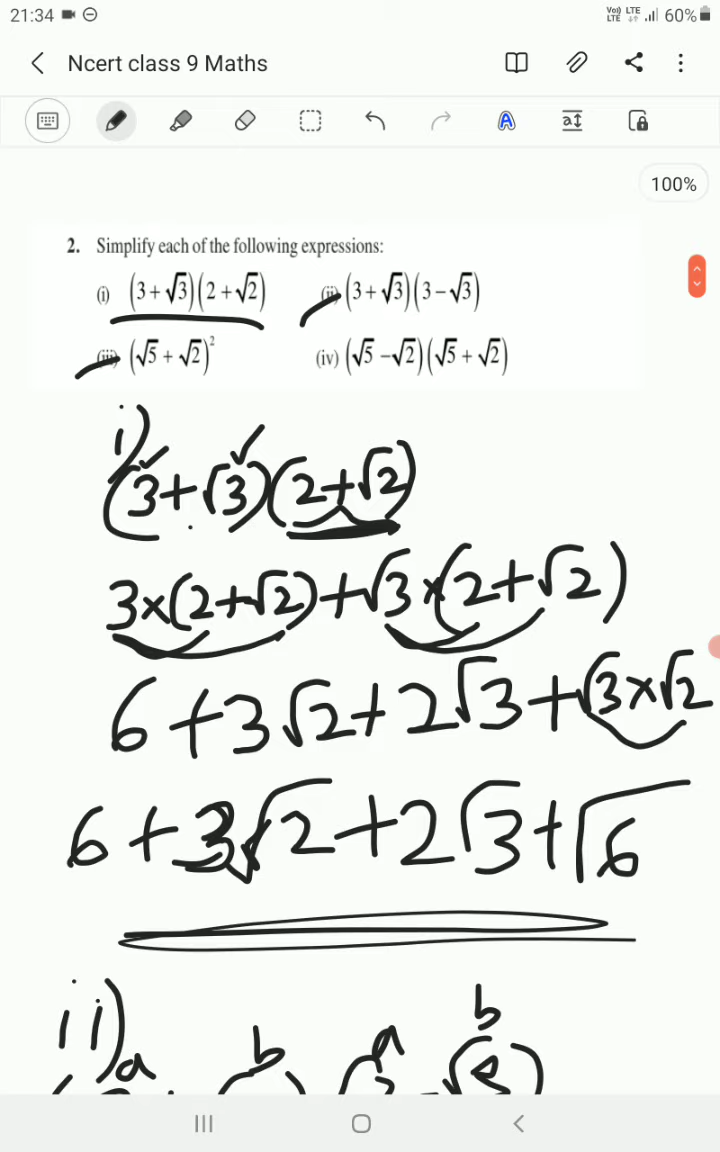 21:34 Vo) LTE LTE 60%
Ncert class 9 Maths
A a
100%
2. Simplify each of the following expressions:
(i) (3+√3)(2+√2) (ii) (3+√3)(3−√3)
(iii) (√5+√2)² (iv) (√5−√2)(√5+√2)
i)
(3+√3)(2+√2)
3×(2+√2)+√3×(2+√2)
6+3√2+2√3+√3×√2
6+3√2+2√3+√6
ii)
a b a b